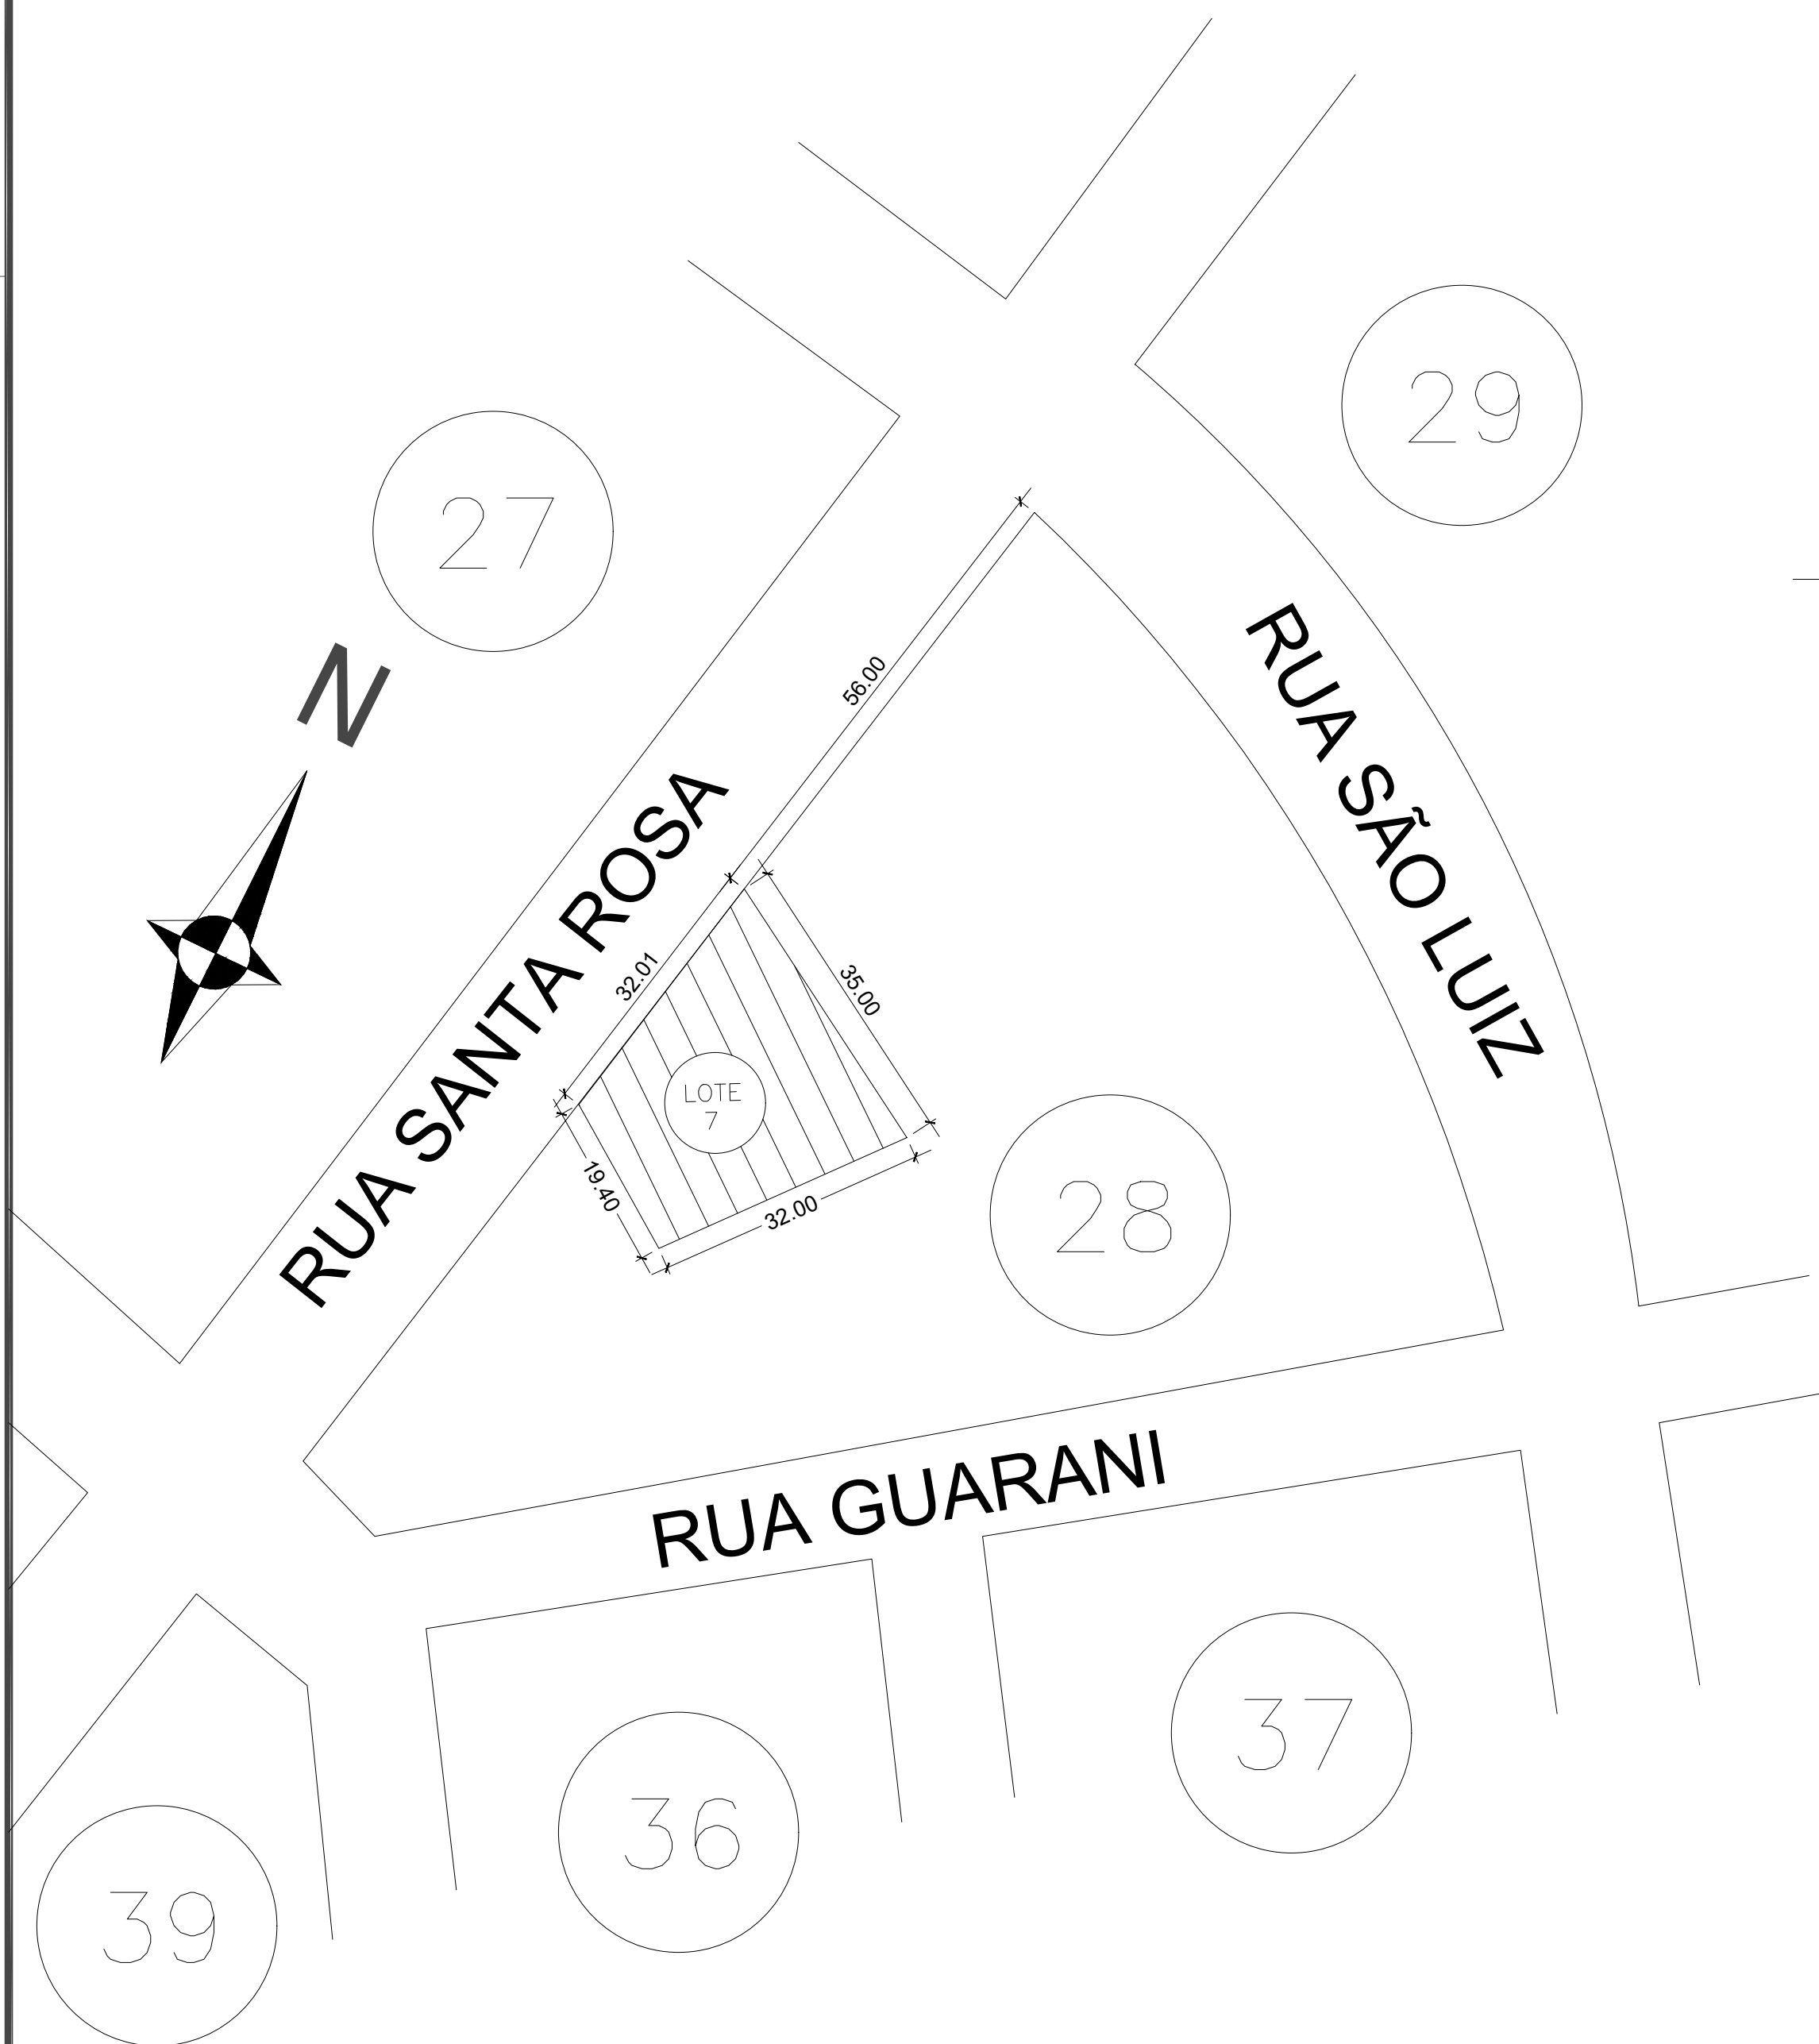 29
27
N
56.00
RUA SÃO LUIZ
RUA SANTA ROSA
32.01
35.00
LOTE
7
19.40
32.00
28
RUA GUARANI
37
36
39